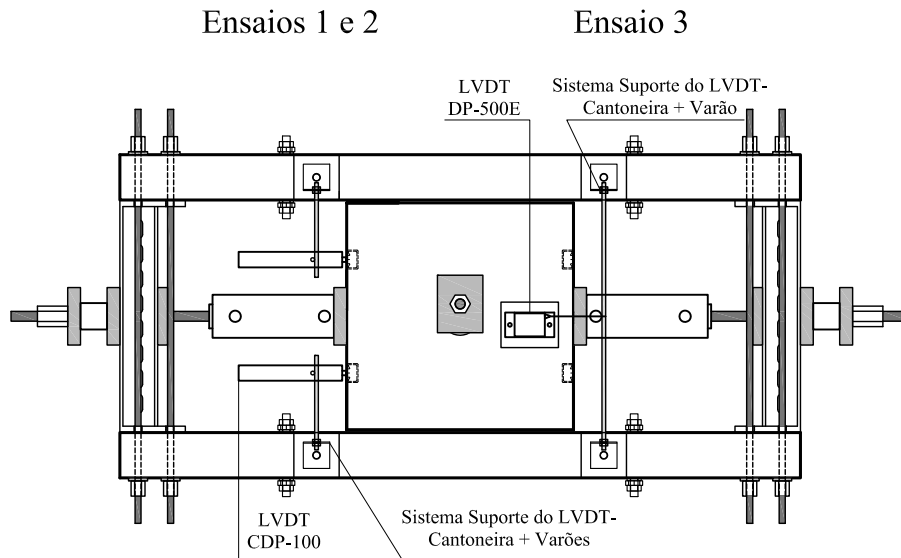 Ensaios 1 e 2
Ensaio 3
LVDT
DP-500E
Sistema Suporte do LVDT-
Cantoneira + Varão
LVDT
CDP-100
Sistema Suporte do LVDT-
Cantoneira + Varões